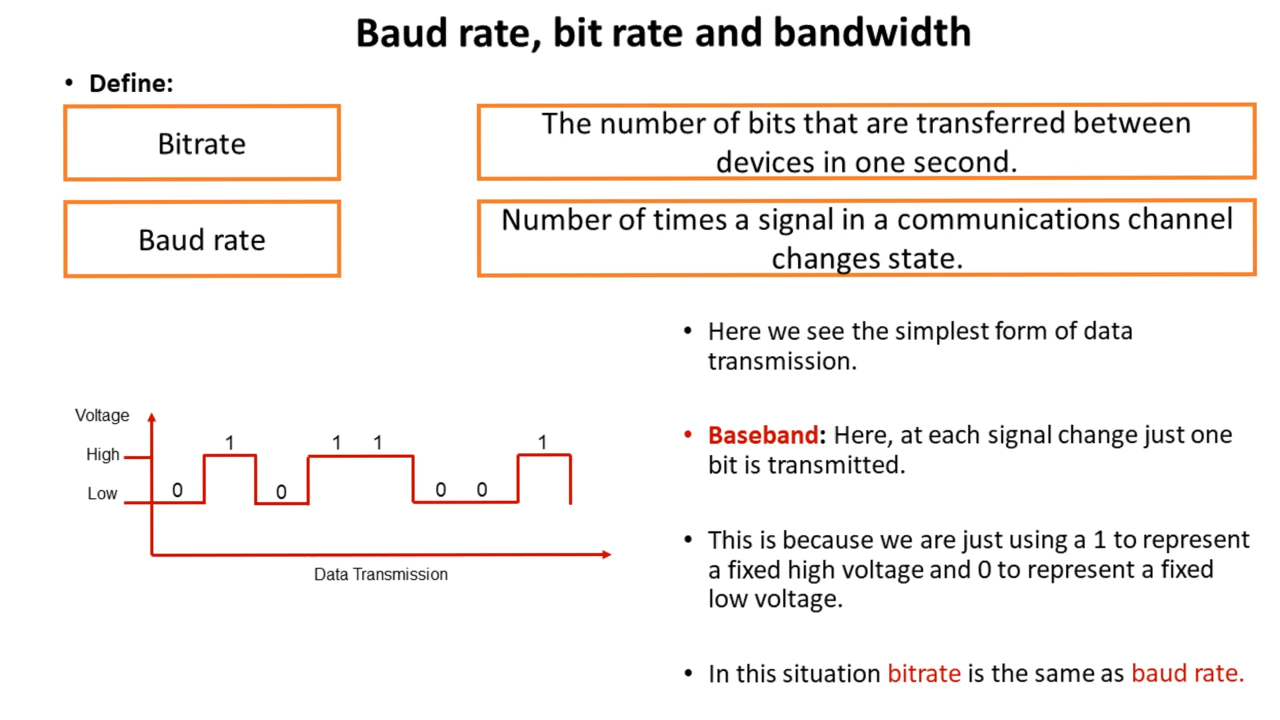 Baud rate, bit rate and bandwidth
• Define:
Bitrate
The number of bits that are transferred between
devices in one second.
Baud rate
Number of times a signal in a communications channel
changes state.
• Here we see the simplest form of data
transmission.
• Baseband: Here, at each signal change just one
bit is transmitted.
• This is because we are just using a 1 to represent
a fixed high voltage and 0 to represent a fixed
low voltage.
• In this situation bitrate is the same as baud rate.
Voltage
High
Low
0 1 0 1 1 0 0 1
Data Transmission